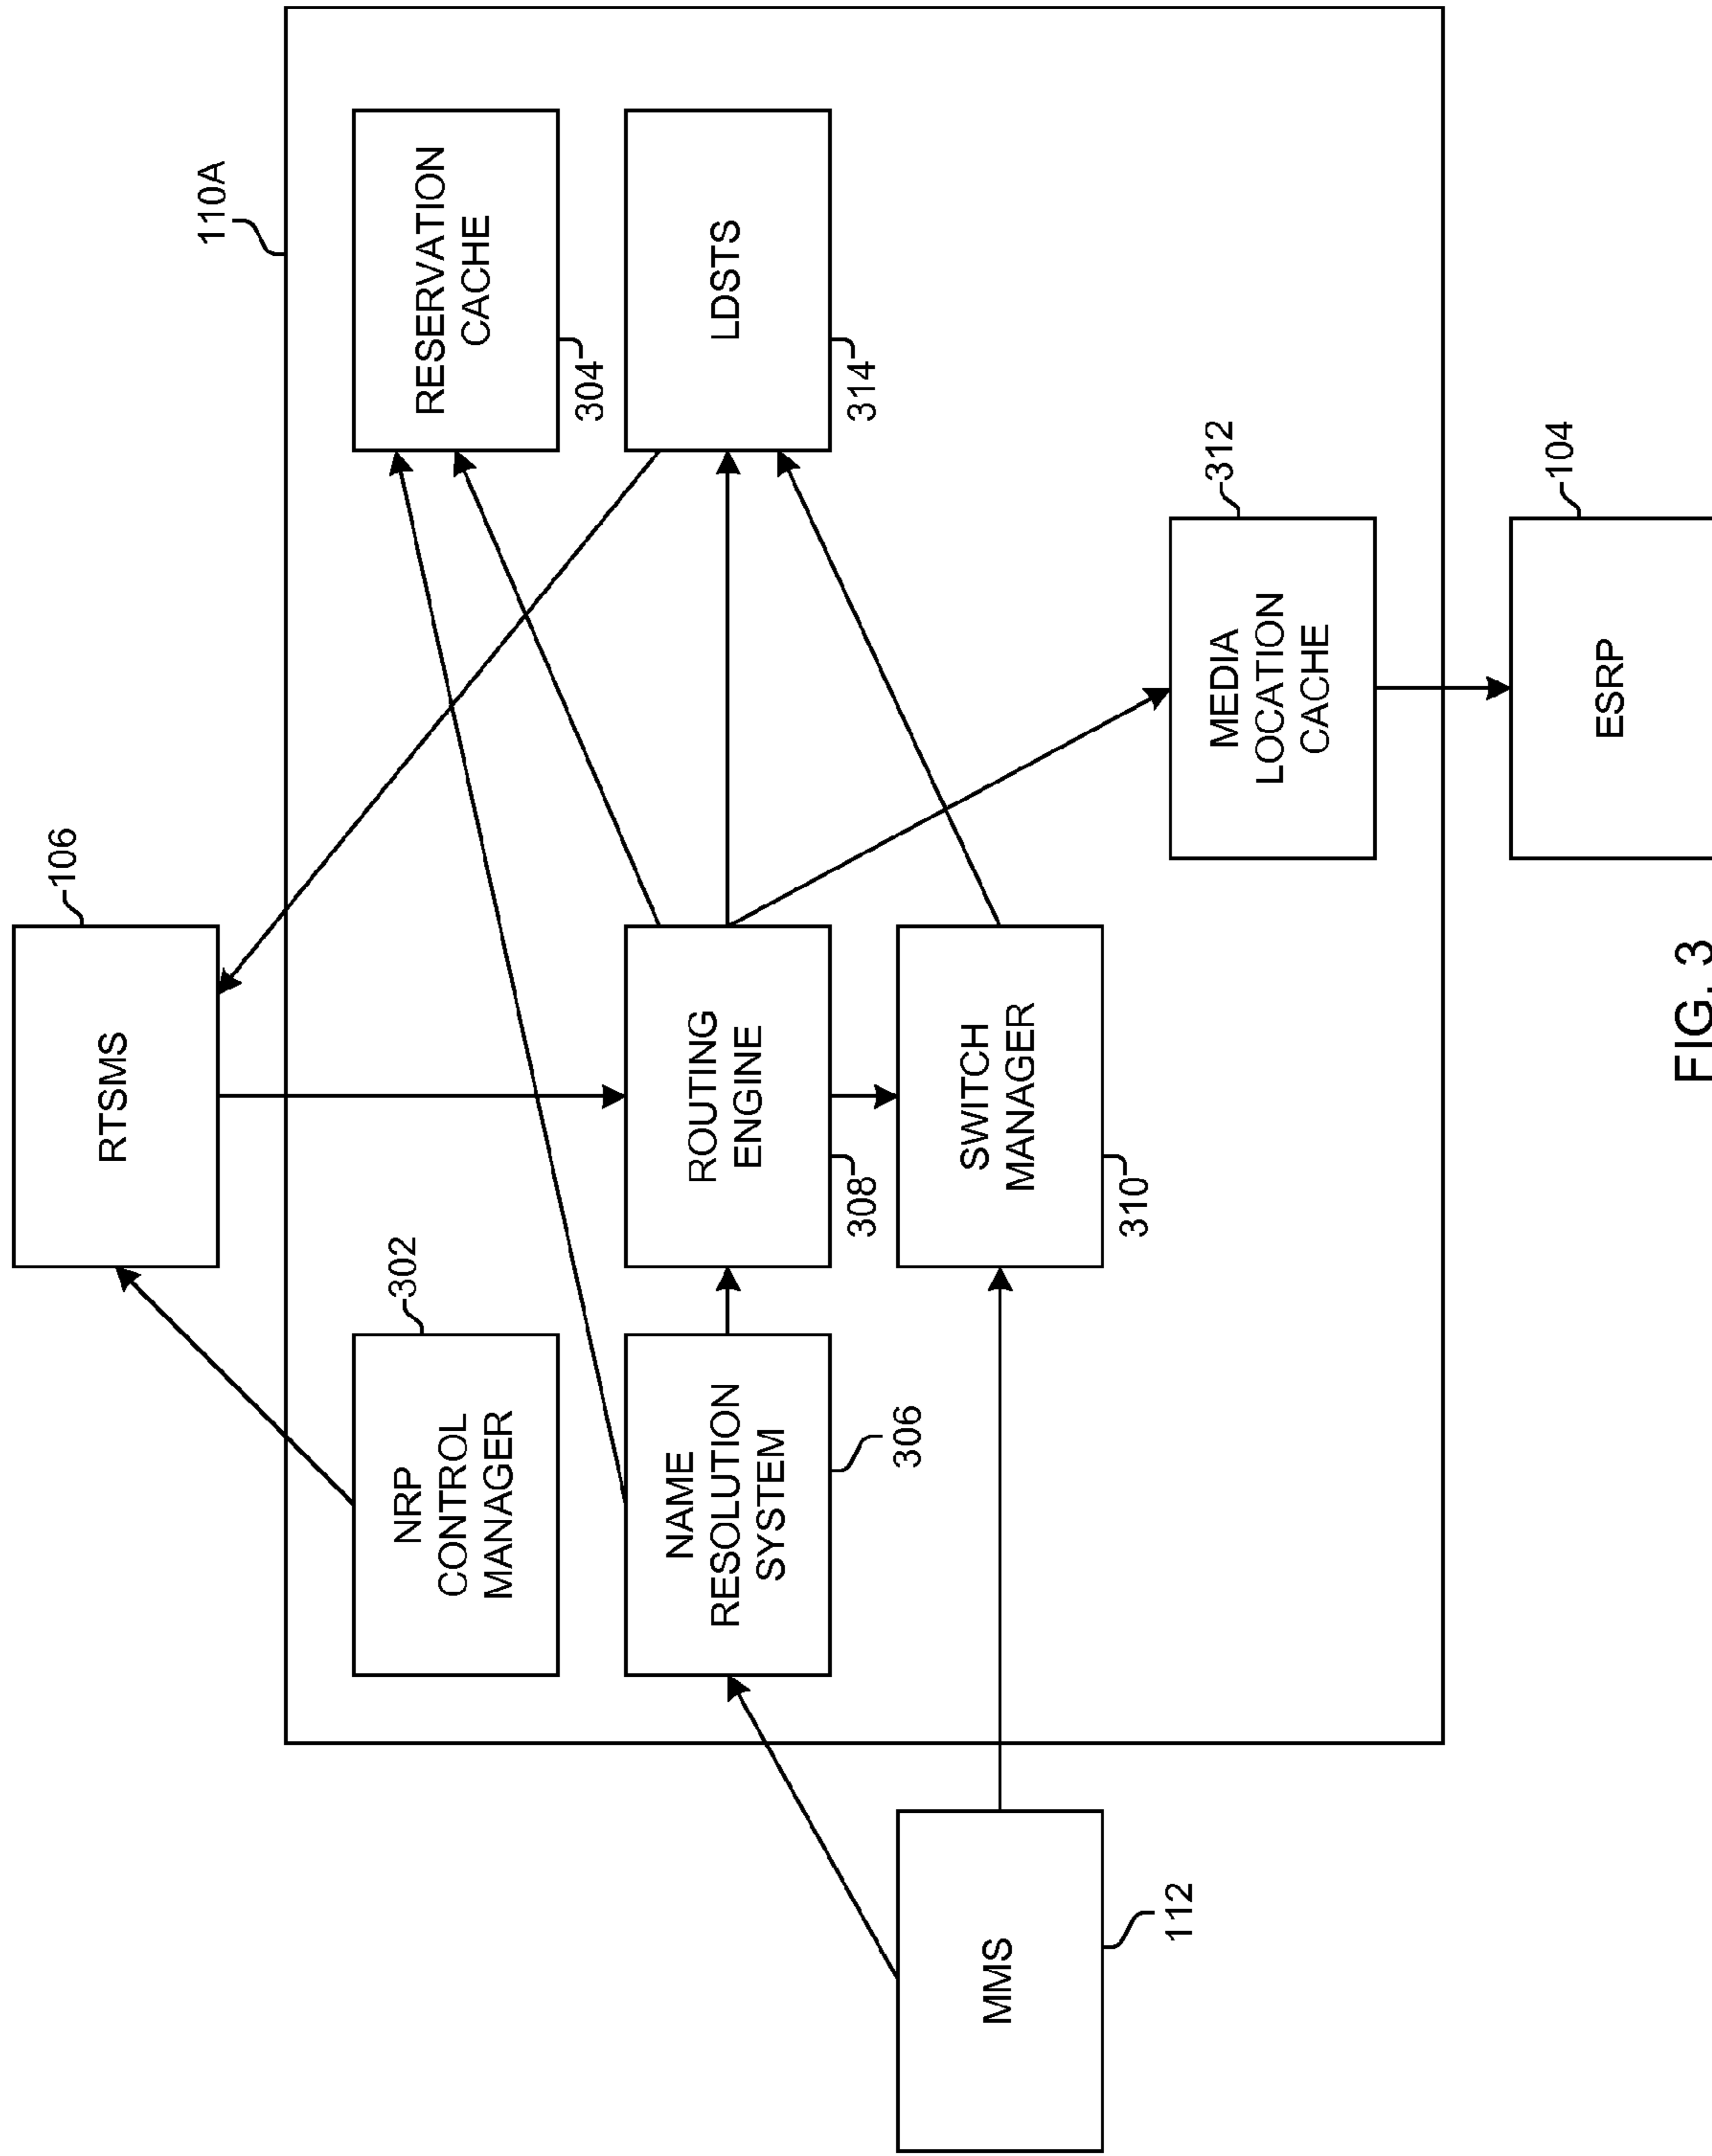 106
RTSMS
110A
302
NRP
CONTROL
MANAGER
RESERVATION
CACHE
304
NAME
RESOLUTION
SYSTEM
306
ROUTING
ENGINE
308
LDSTS
314
MMS
112
SWITCH
MANAGER
310
312
MEDIA
LOCATION
CACHE
104
ESRP
FIG. 3